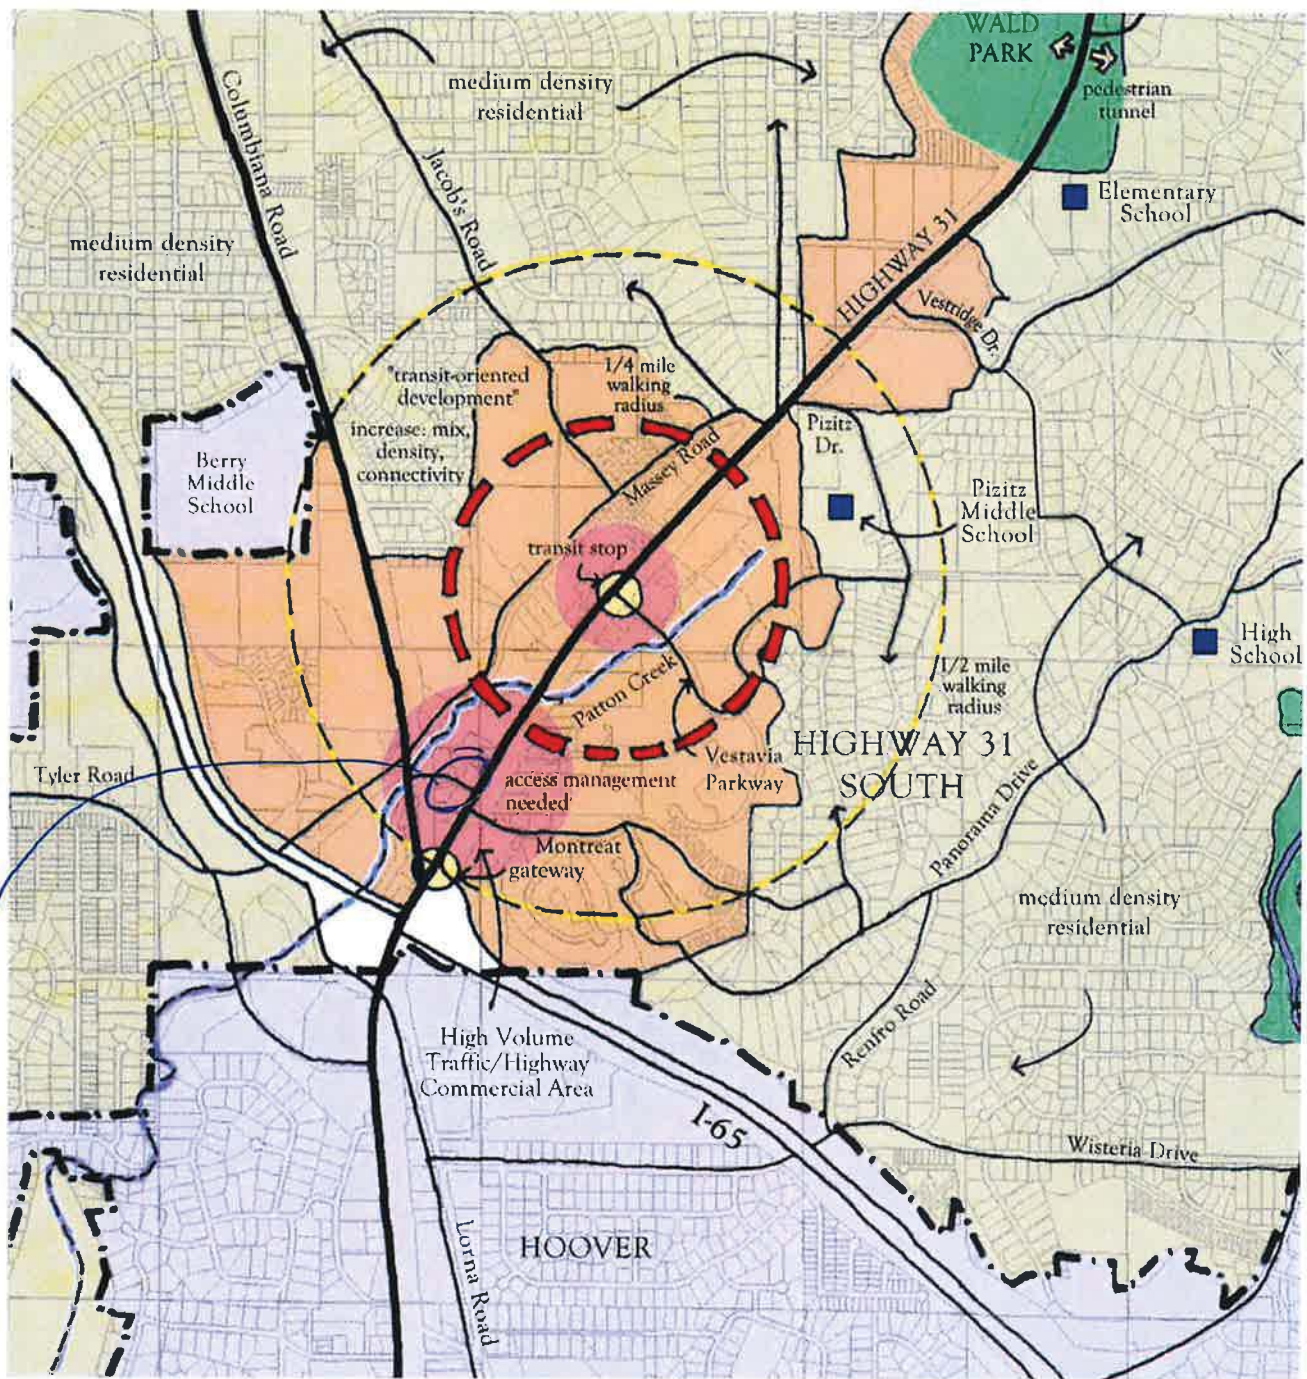 WALD
PARK
pedestrian
tunnel
medium density
residential
Columbiana Road
Jacob's Road
Elementary
School
medium density
residential
HIGHWAY 31
Vestridge Dr.
"transit-oriented
development"
increase: mix,
density,
connectivity
1/4 mile
walking
radius
Pizitz
Dr.
Massey Road
Berry
Middle
School
Pizitz
Middle
School
transit stop
High
School
1/2 mile
walking
radius
Patton Creek
Vestavia
Parkway
HIGHWAY 31
SOUTH
Tyler Road
access management
needed
Panorama Drive
Montreat
gateway
medium density
residential
Renfro Road
High Volume
Traffic/Highway
Commercial Area
I-65
Wisteria Drive
HOOVER
Lorna Road